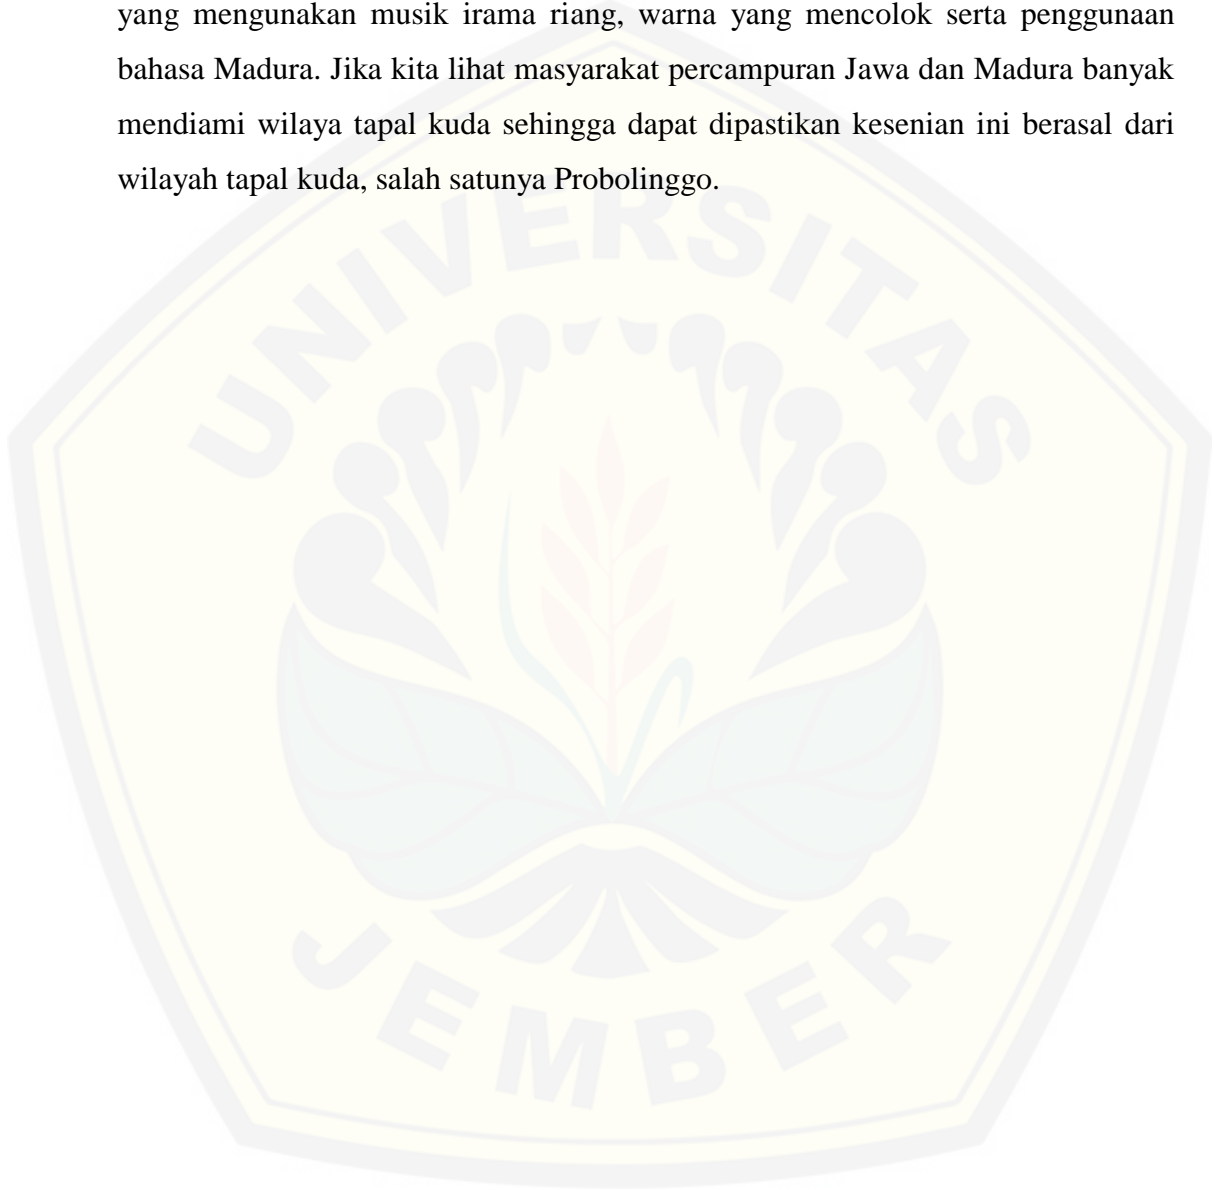 yang mengunakan musik irama riang, warna yang mencolok serta penggunaan
bahasa Madura. Jika kita lihat masyarakat percampuran Jawa dan Madura banyak
mendiami wilaya tapal kuda sehingga dapat dipastikan kesenian ini berasal dari
wilayah tapal kuda, salah satunya Probolinggo.
UNIVERSITAS
JEMBER